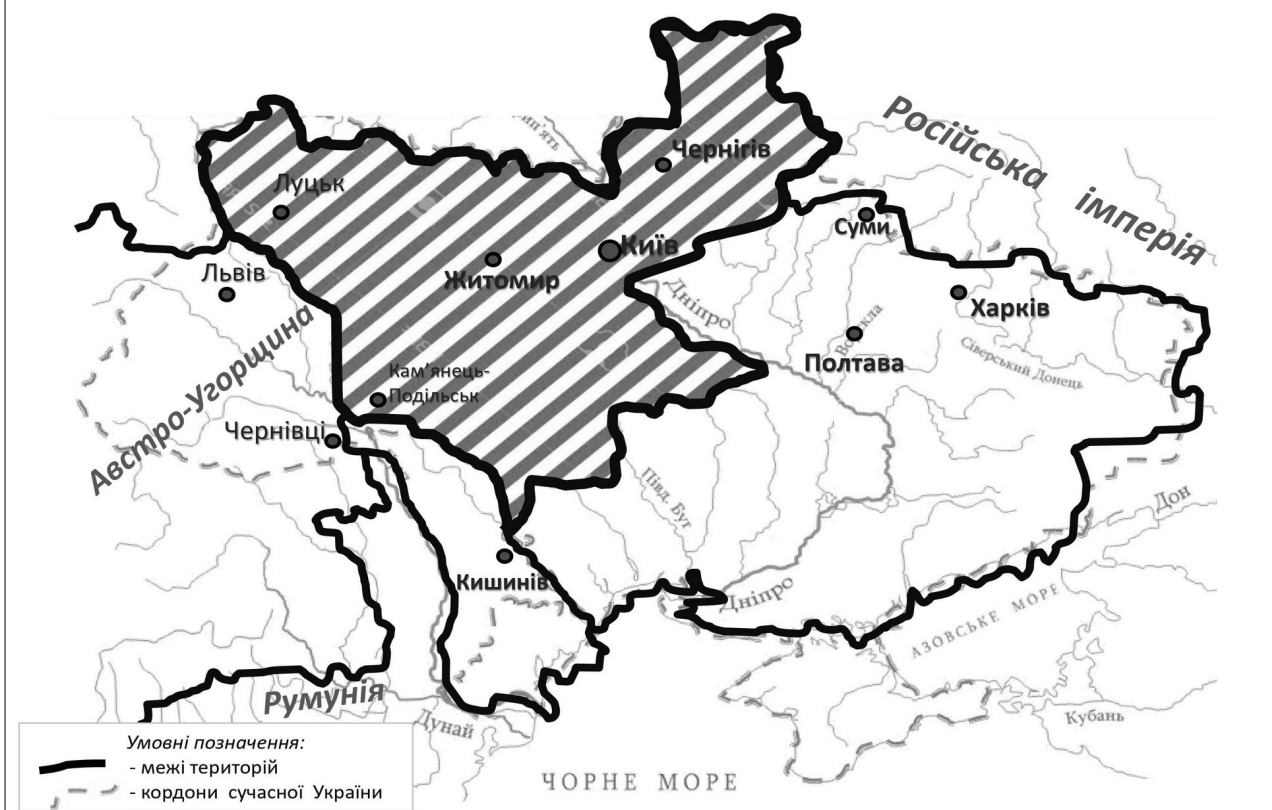 Прип'ять
Російська імперія
Чернігів
Луцьк
Суми
Київ
Львів
Житомир
Дніпро
Харків
Ворскла
Полтава
Сіверський Донець
Австро-Угорщина
Кам'янець-
Подільськ
Чернівці
Півд. Буг
Дон
Кишинів
Дніпро
АЗОВСЬКЕ МОРЕ
Румунія
Дунай
Кубань
ЧОРНЕ МОРЕ
Умовні позначення:
- межі територій
- кордони сучасної України